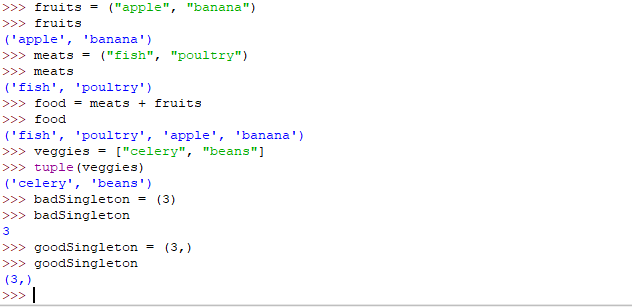 >>> fruits = ("apple", "banana")
>>> fruits
('apple', 'banana')
>>> meats = ("fish", "poultry")
>>> meats
('fish', 'poultry')
>>> food = meats + fruits
>>> food
('fish', 'poultry', 'apple', 'banana')
>>> veggies = ["celery", "beans"]
>>> tuple(veggies)
('celery', 'beans')
>>> badSingleton = (3)
>>> badSingleton
3
>>> goodSingleton = (3,)
>>> goodSingleton
(3,)
>>>